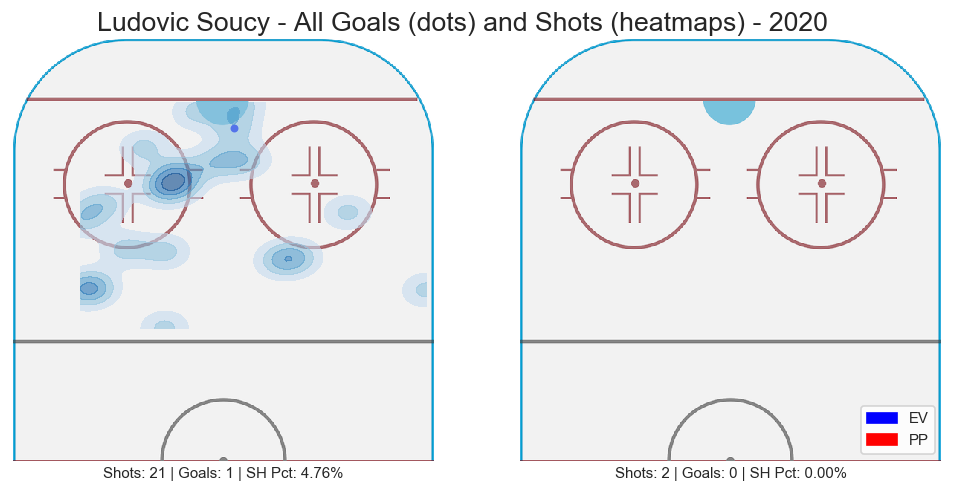 Ludovic Soucy - All Goals (dots) and Shots (heatmaps) - 2020
EV
PP
Shots: 21 | Goals: 1 | SH Pct: 4.76%
Shots: 2 | Goals: 0 | SH Pct: 0.00%